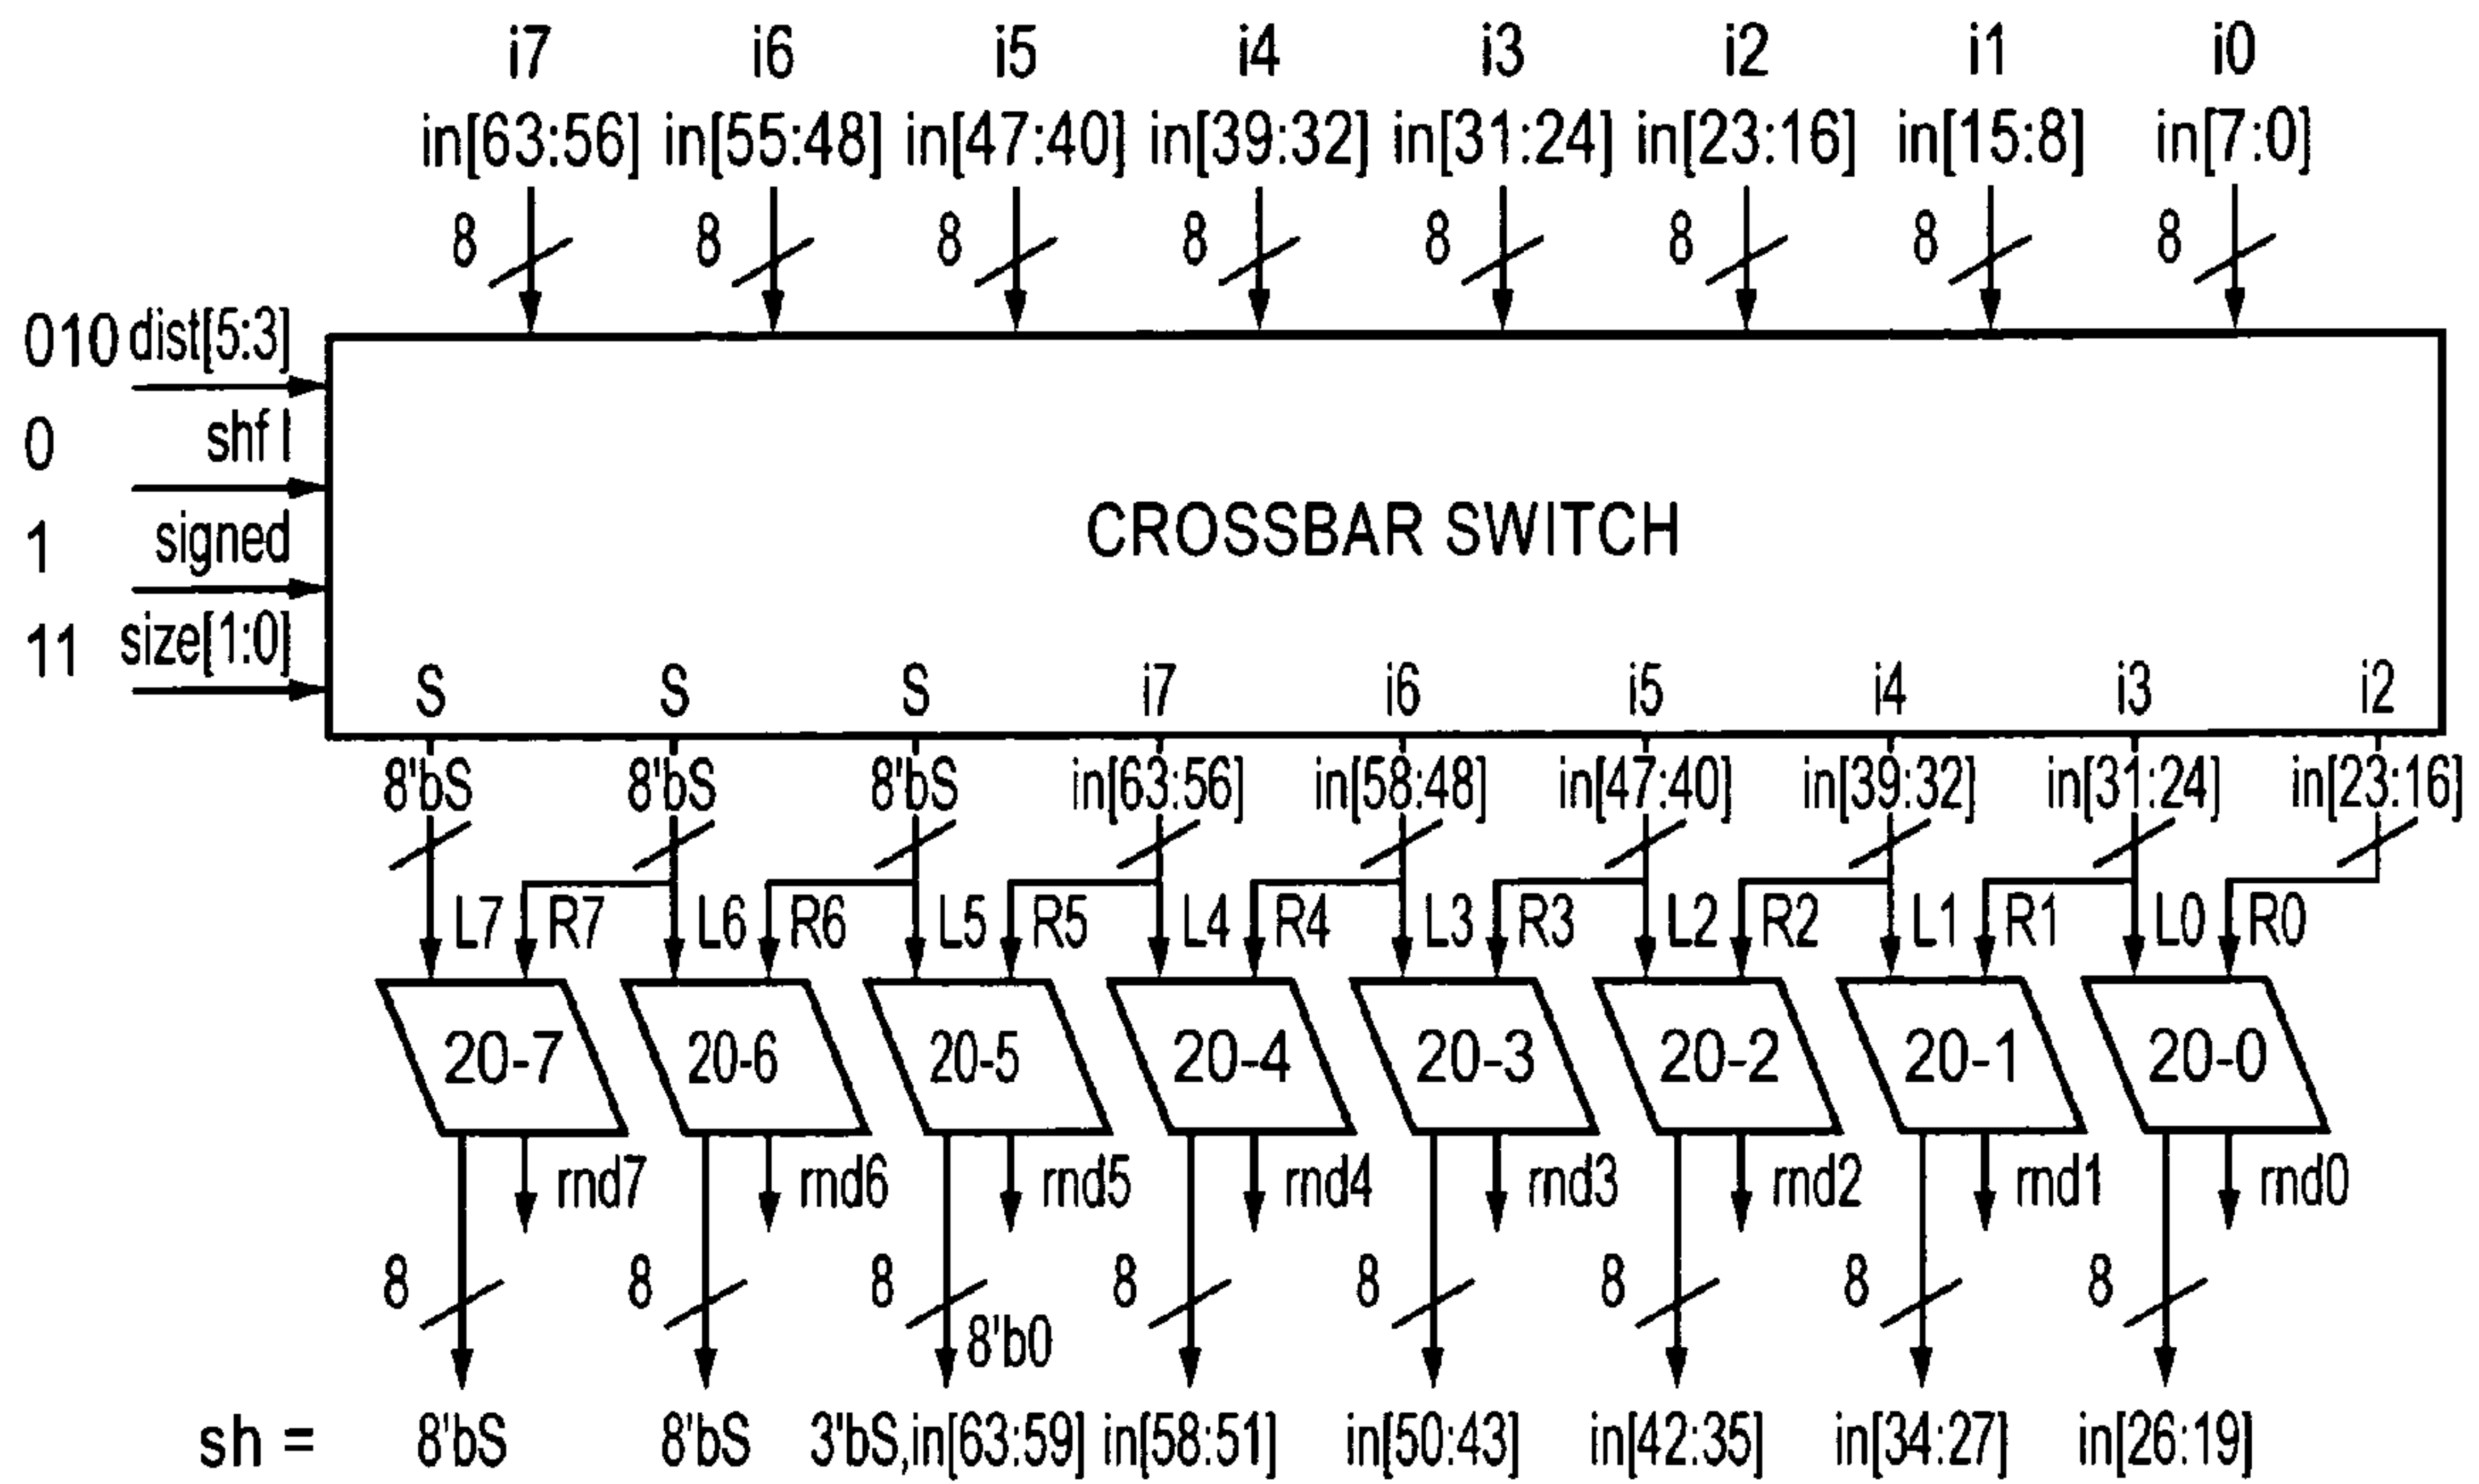 i7 i6 i5 i4 i3 i2 i1 i0
in[63:56] in[55:48] in[47:40] in[39:32] in[31:24] in[23:16] in[15:8] in[7:0]
8 8 8 8 8 8 8 8
010 dist[5:3]
0 shfl
1 signed
11 size[1:0]
CROSSBAR SWITCH
S S S i7 i6 i5 i4 i3 i2
8'bS 8'bS 8'bS in[63:56] in[58:48] in[47:40] in[39:32] in[31:24] in[23:16]
L7 R7 L6 R6 L5 R5 L4 R4 L3 R3 L2 R2 L1 R1 L0 R0
20-7 20-6 20-5 20-4 20-3 20-2 20-1 20-0
rnd7 rnd6 rnd5 rnd4 rnd3 rnd2 rnd1 rnd0
8 8 8 8 8 8 8 8
8'b0
sh = 8'bS 8'bS 3'bS,in[63:59] in[58:51] in[50:43] in[42:35] in[34:27] in[26:19]